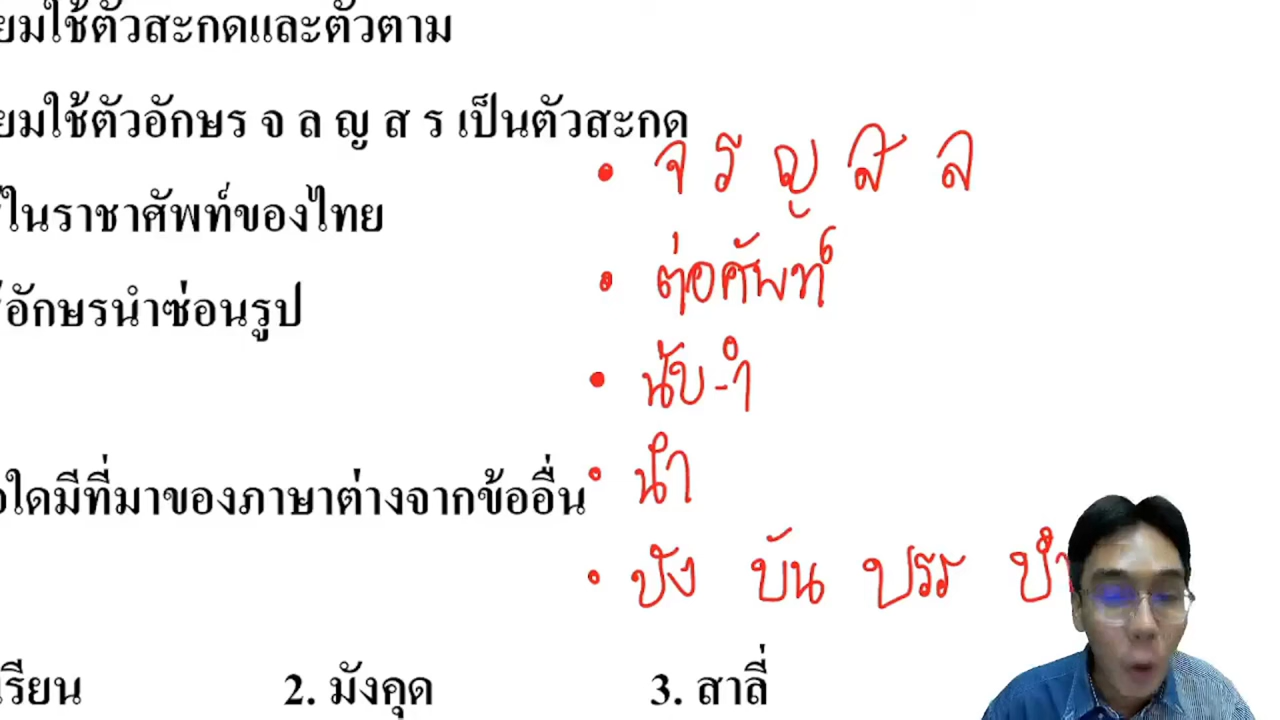 ยมใช้ตัวสะกดและตัวตาม
ยมใช้ตัวอักษร จ ล ญ ส ร เป็นตัวสะกด
• จ ร ญ ส ล
ในราชาศัพท์ของไทย
• ต่อศัพท์
อักษรนำซ่อนรูป
• นับ-ำ
• นำ
ใดมีที่มาของภาษาต่างจากข้ออื่น
• บัง บัน บรร บำ
เรียน 2. มังคุด 3. สาลี่